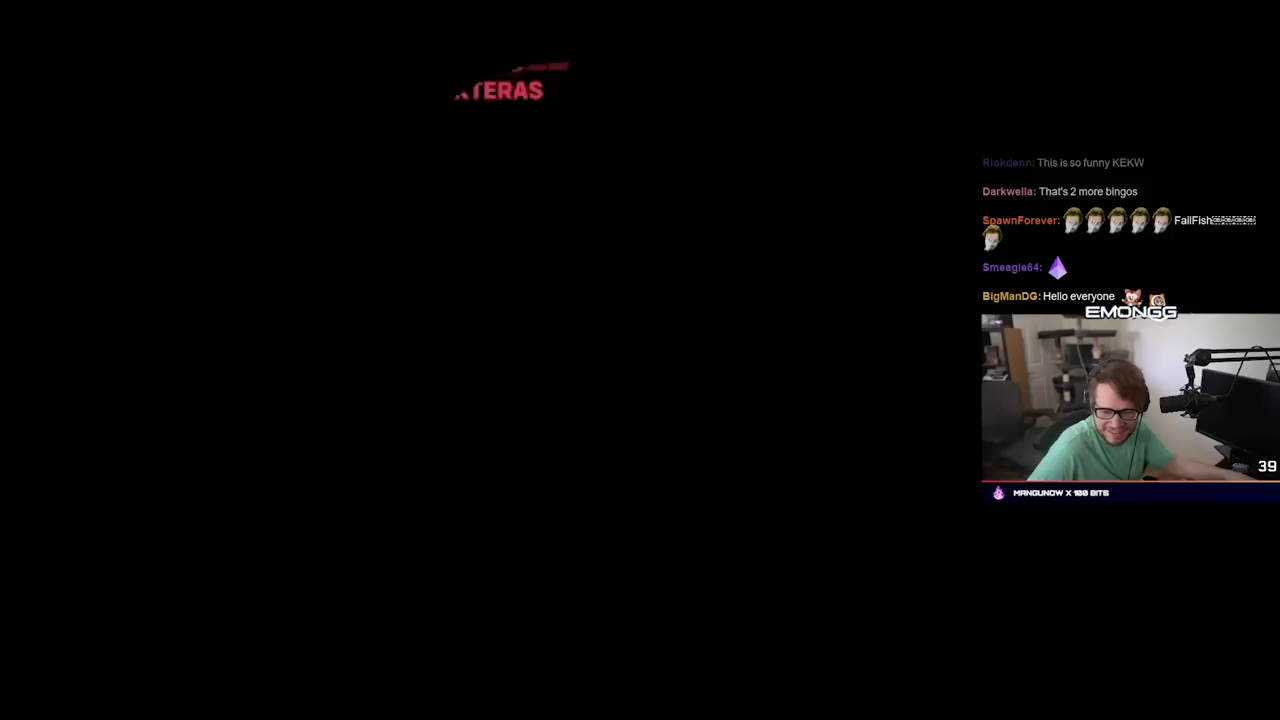 TERAS
Riokdenn: This is so funny KEKW
Darkwella: That's 2 more bingos
SpawnForever: FailFish
Smeagle64:
BigManDG: Hello everyone
EMONGG
39
MANGUNOW X 100 BITS